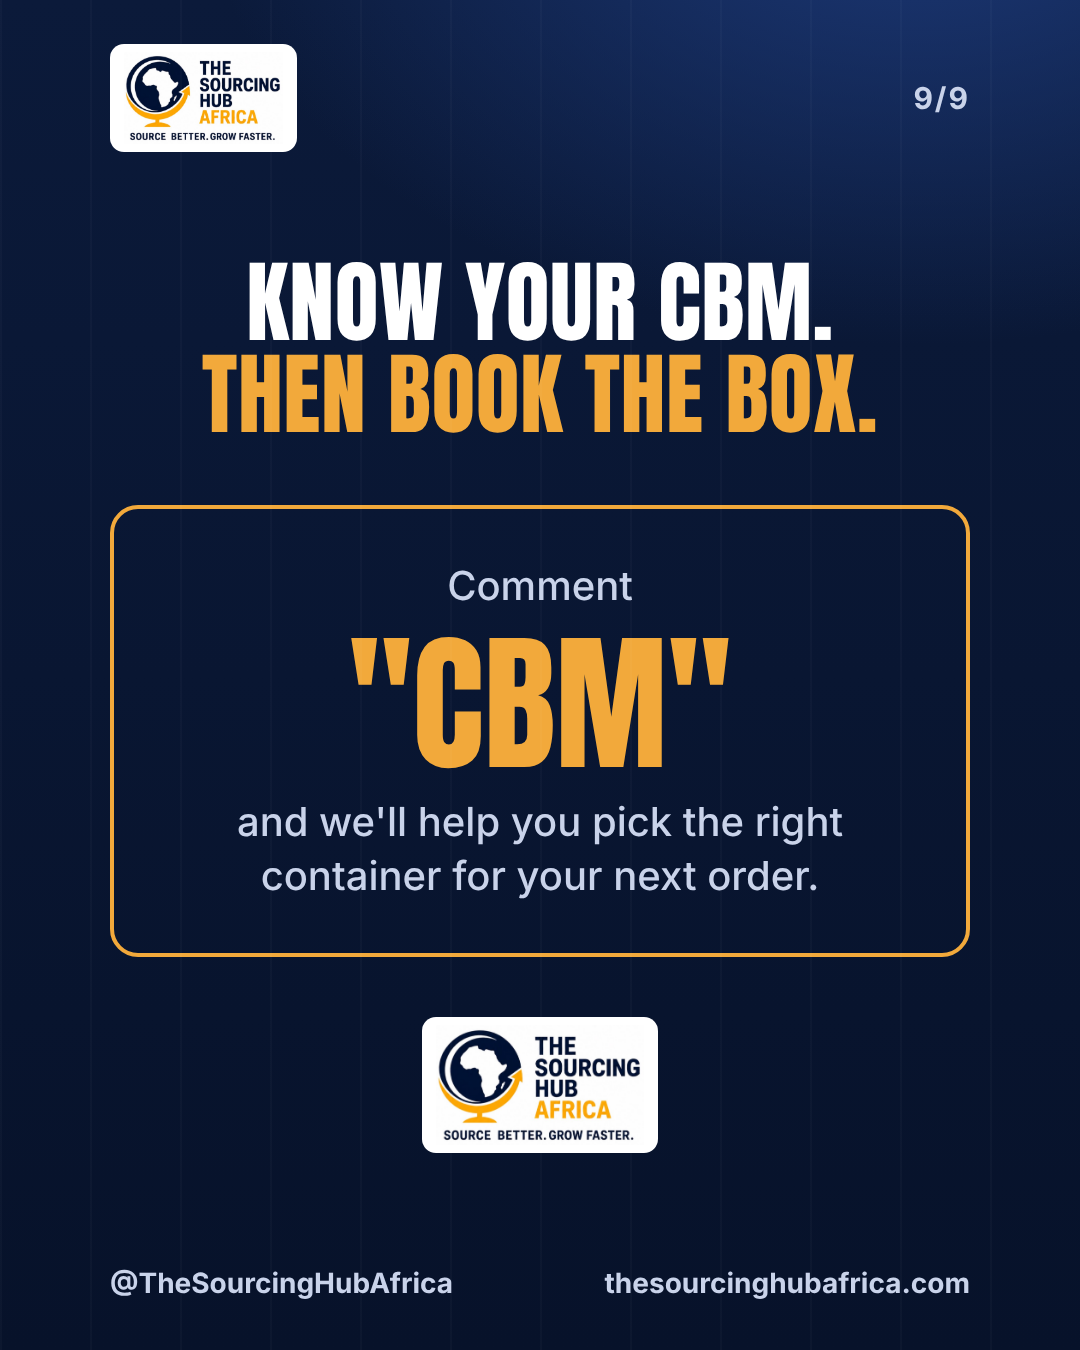 THE
SOURCING
HUB
AFRICA
SOURCE BETTER. GROW FASTER.
9/9
KNOW YOUR CBM.
THEN BOOK THE BOX.
Comment
"CBM"
and we'll help you pick the right
container for your next order.
THE
SOURCING
HUB
AFRICA
SOURCE BETTER. GROW FASTER.
@TheSourcingHubAfrica
thesourcinghubafrica.com